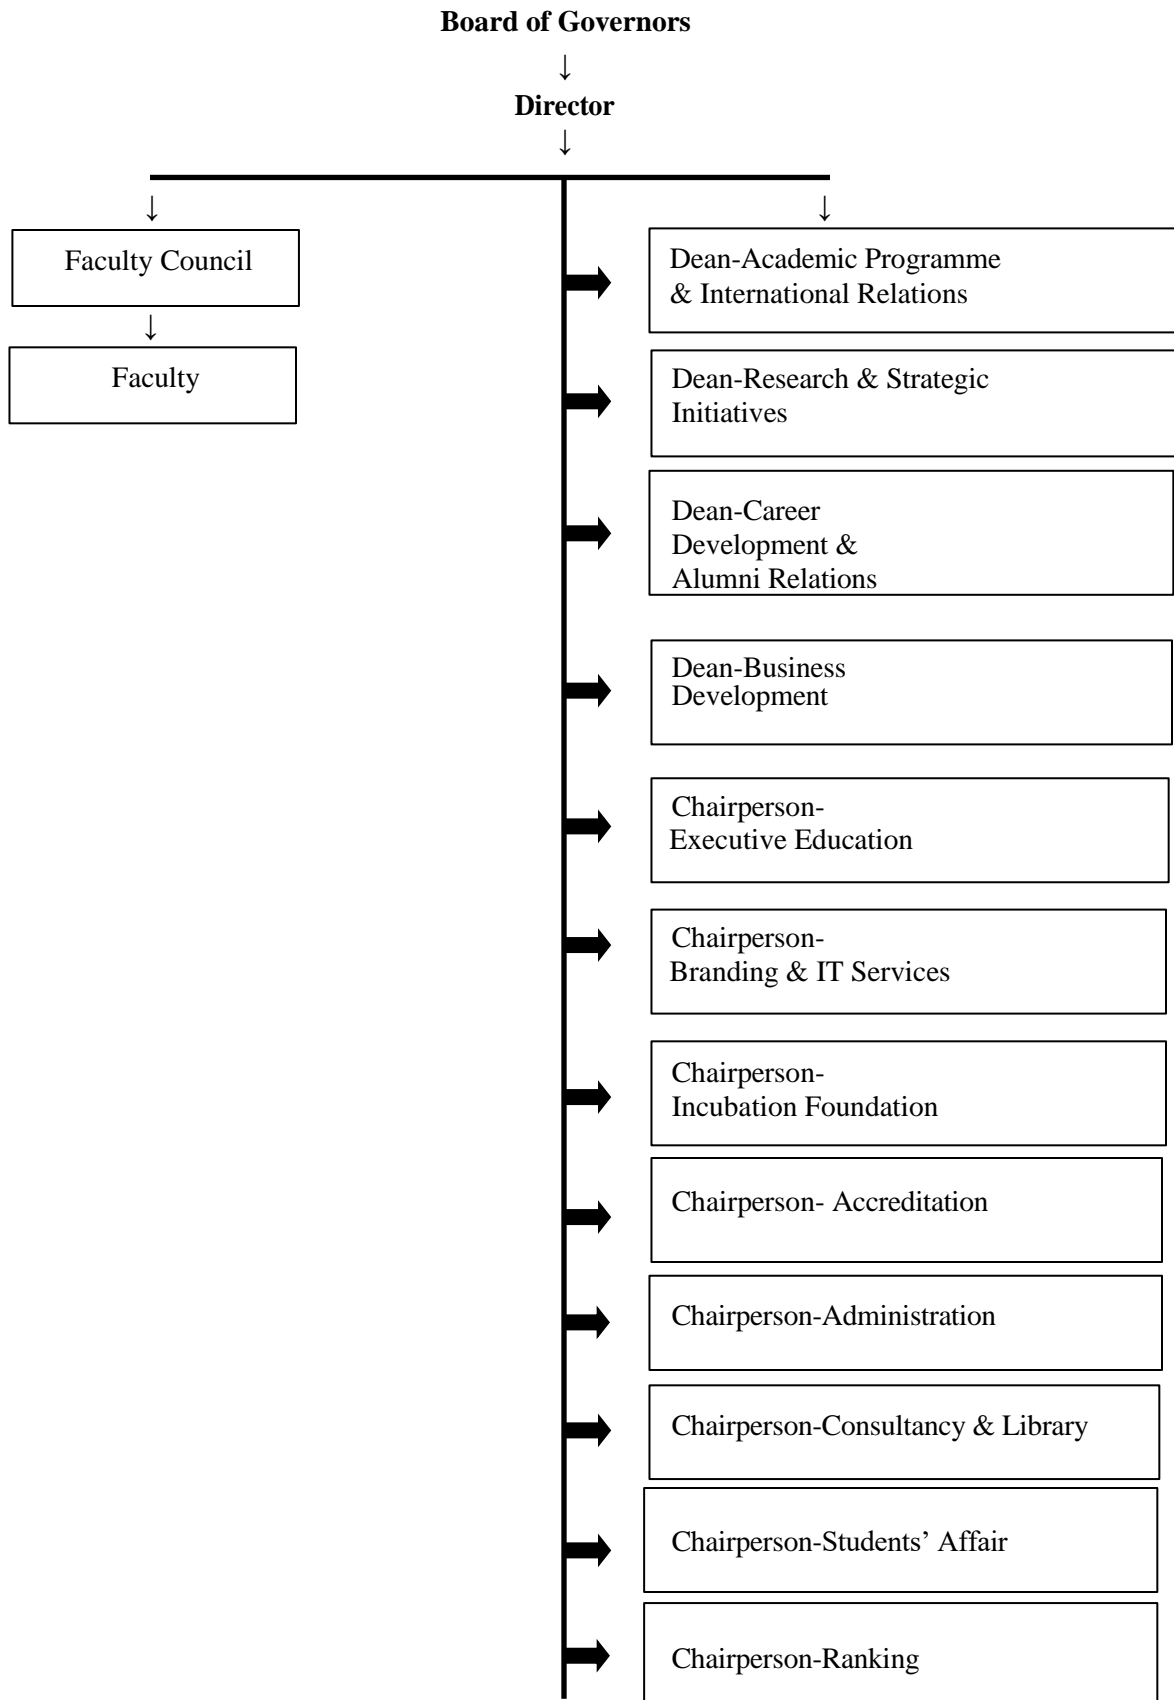 Board of Governors
↓
Director
↓
↓
↓
Faculty Council
↓
Faculty
Dean-Academic Programme
& International Relations
Dean-Research & Strategic
Initiatives
Dean-Career
Development &
Alumni Relations
Dean-Business
Development
Chairperson-
Executive Education
Chairperson-
Branding & IT Services
Chairperson-
Incubation Foundation
Chairperson- Accreditation
Chairperson-Administration
Chairperson-Consultancy & Library
Chairperson-Students’ Affair
Chairperson-Ranking